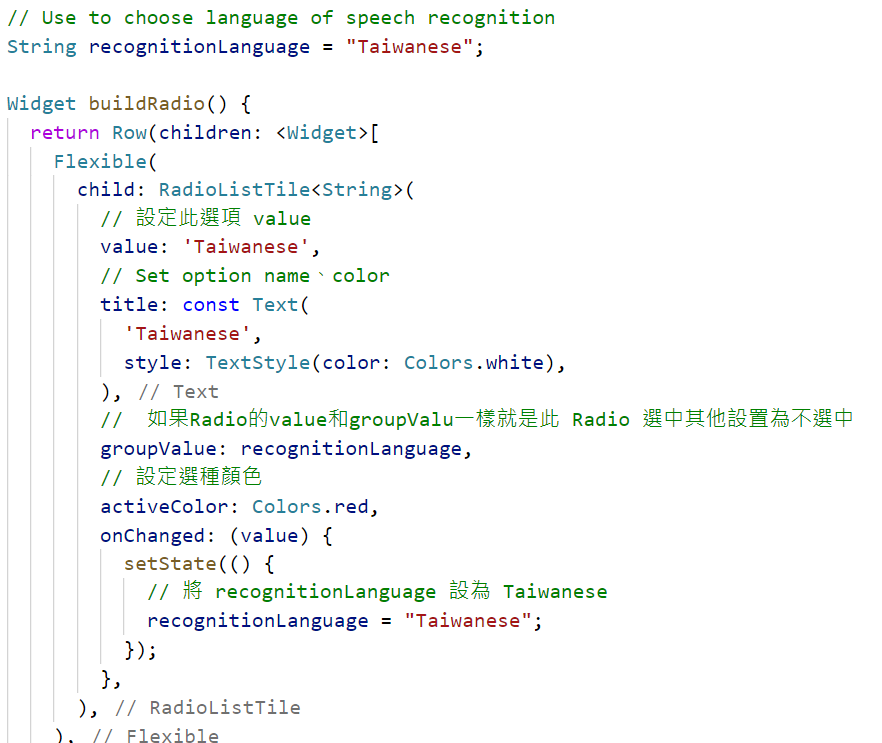 // Use to choose language of speech recognition
String recognitionLanguage = "Taiwanese";
Widget buildRadio() {
return Row(children: <Widget>[
Flexible(
child: RadioListTile<String>(
// 設定此選項 value
value: 'Taiwanese',
// Set option name、color
title: const Text(
'Taiwanese',
style: TextStyle(color: Colors.white),
), // Text
//  如果Radio的value和groupValu一樣就是此 Radio 選中其他設置為不選中
groupValue: recognitionLanguage,
// 設定選種顏色
activeColor: Colors.red,
onChanged: (value) {
setState(() {
// 將 recognitionLanguage 設為 Taiwanese
recognitionLanguage = "Taiwanese";
});
},
), // RadioListTile
), // Flexible